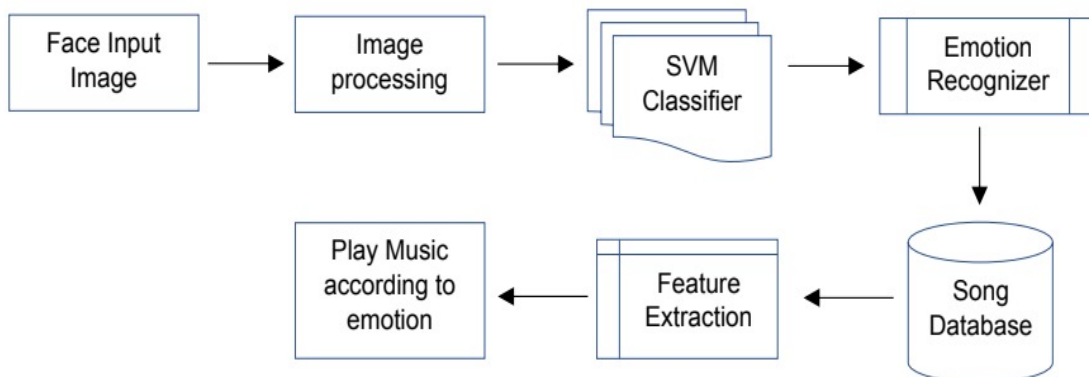 Face Input
Image
Image
processing
SVM
Classifier
Emotion
Recognizer
Song
Database
Feature
Extraction
Play Music
according to
emotion